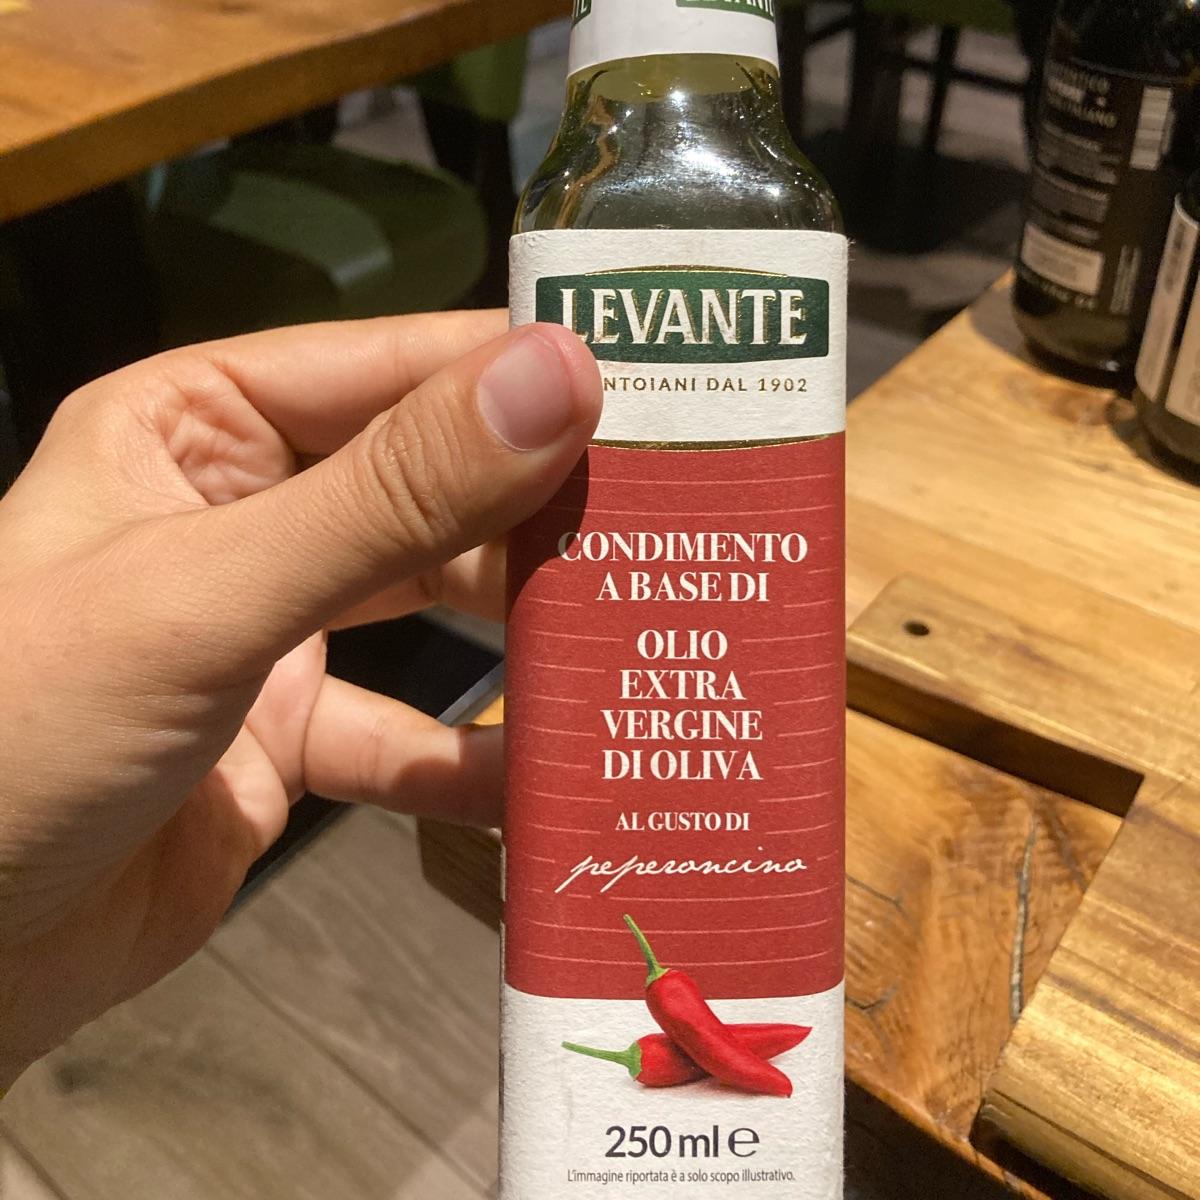 LEVANTE
NTOIANI DAL 1902
CONDIMENTO
A BASE DI
OLIO
EXTRA
VERGINE
DI OLIVA
AL GUSTO DI
peperoncino
250 ml e
L'immagine riportata è a solo scopo illustrativo.